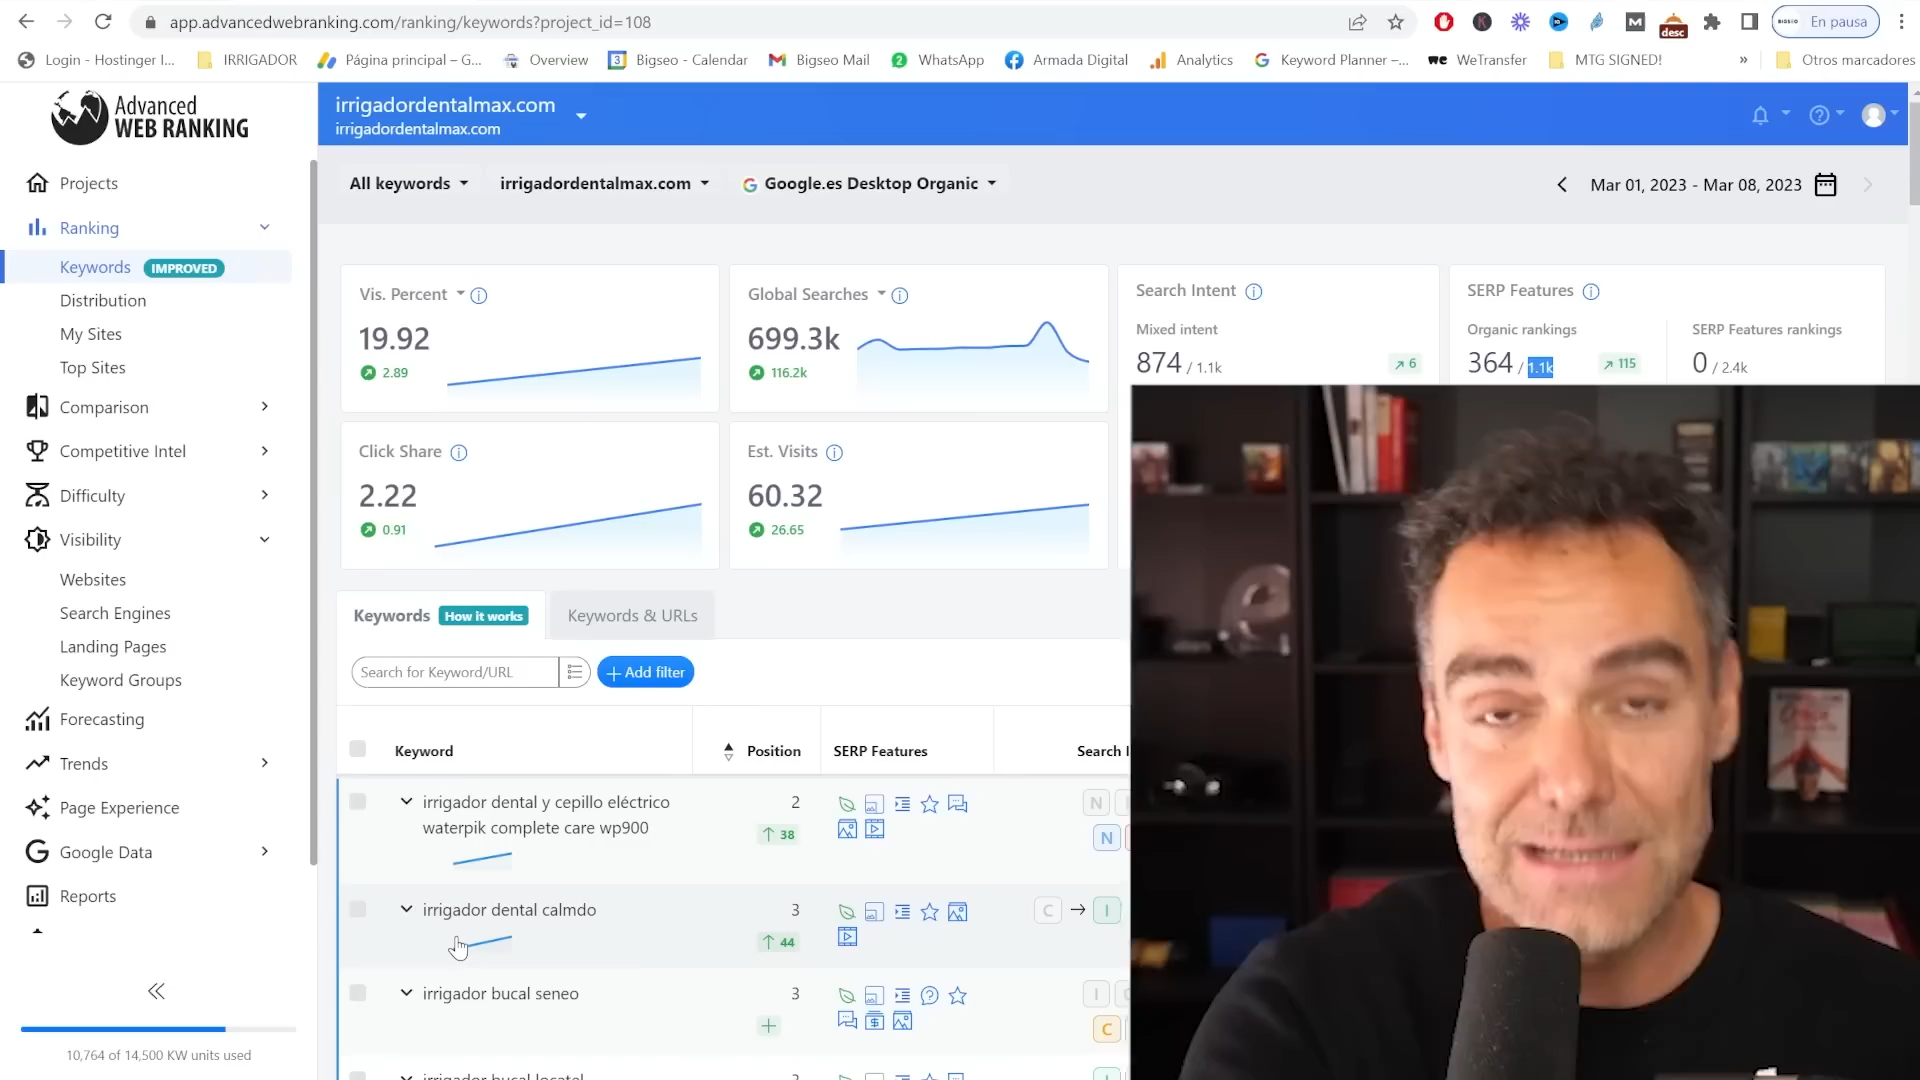 app.advancedwebranking.com/ranking/keywords?project_id=108
desc
BIGSEO
En pausa
Login - Hostinger I...
IRRIGADOR
Página principal – G...
Overview
3
Bigseo - Calendar
Bigseo Mail
2
WhatsApp
Armada Digital
Analytics
Keyword Planner –...
we WeTransfer
MTG SIGNED!
»
Otros marcadores
Advanced
WEB RANKING
irrigadordentalmax.com
irrigadordentalmax.com
Projects
Ranking
Keywords IMPROVED
Distribution
My Sites
Top Sites
Comparison
Competitive Intel
Difficulty
Visibility
Websites
Search Engines
Landing Pages
Keyword Groups
Forecasting
Trends
Page Experience
Google Data
Reports
10,764 of 14,500 KW units used
All keywords
irrigadordentalmax.com
Google.es Desktop Organic
Mar 01, 2023 - Mar 08, 2023
Vis. Percent
19.92
2.89
Global Searches
699.3k
116.2k
Search Intent
Mixed intent
874 / 1.1k
6
SERP Features
Organic rankings
364 / 1.1k
115
SERP Features rankings
0 / 2.4k
Click Share
2.22
0.91
Est. Visits
60.32
26.65
Keywords How it works
Keywords & URLs
Search for Keyword/URL
+ Add filter
Keyword
Position
SERP Features
Search I
irrigador dental y cepillo eléctrico
waterpik complete care wp900
2
38
N
N
irrigador dental calmdo
3
44
C → I
irrigador bucal seneo
3
I
C